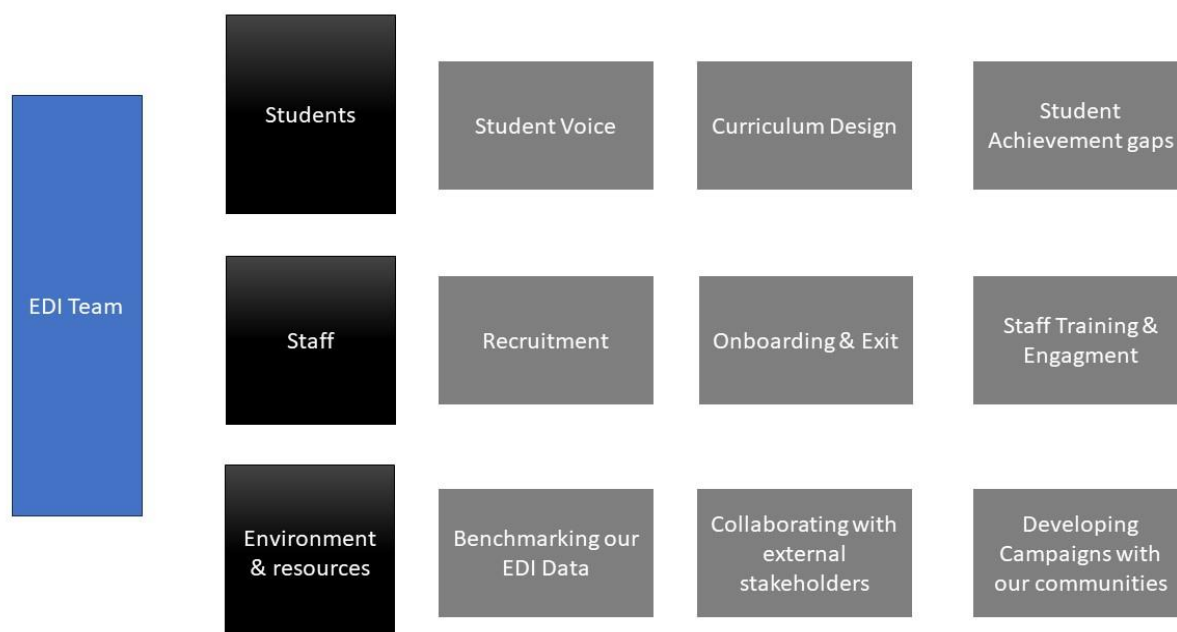 EDI Team
Students
Student Voice
Curriculum Design
Student
Achievement gaps
Staff
Recruitment
Onboarding & Exit
Staff Training &
Engagment
Environment
& resources
Benchmarking our
EDI Data
Collaborating with
external
stakeholders
Developing
Campaigns with
our communities